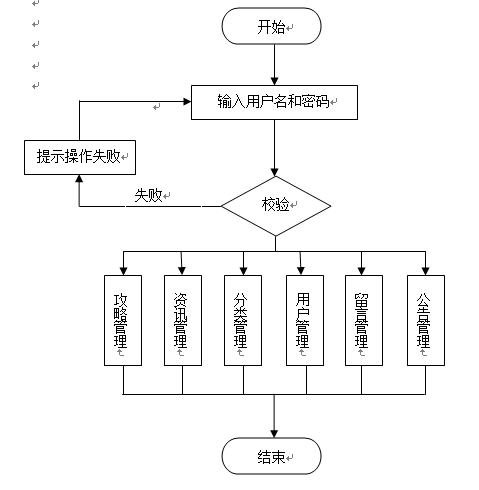 开始
输入用户名和密码
提示操作失败
失败
校验
攻略管理
资讯管理
分类管理
用户管理
留言管理
公告管理
结束